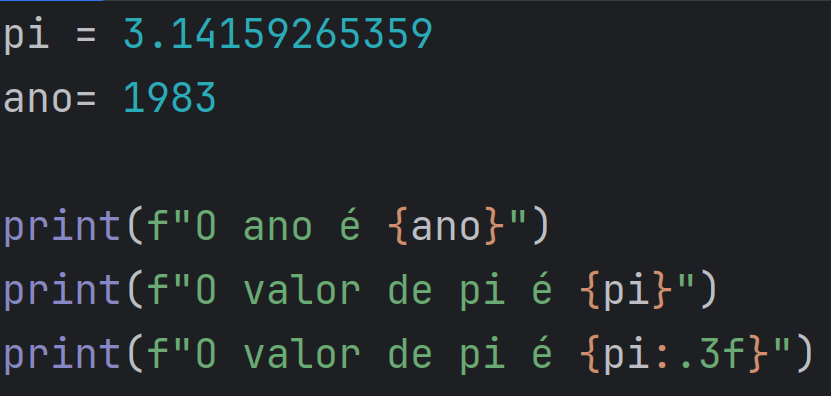 pi = 3.14159265359
ano= 1983
print(f"O ano é {ano}")
print(f"O valor de pi é {pi}")
print(f"O valor de pi é {pi:.3f}")